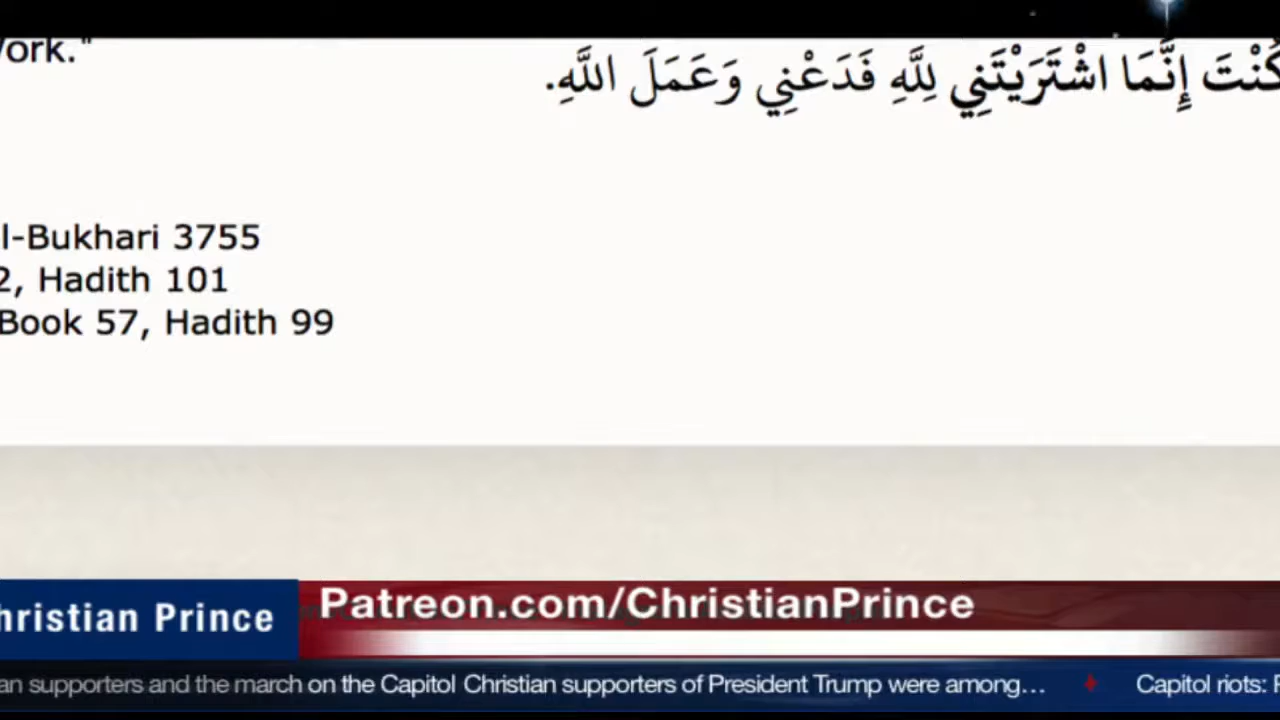 ork."
كُنْتَ إِنَّمَا اشْتَرَيْتَنِي لِلَّهِ فَدَعْنِي وَعَمَلَ اللَّهِ‏.‏
l-Bukhari 3755
2, Hadith 101
Book 57, Hadith 99
hristian Prince
Patreon.com/ChristianPrince
an supporters and the march on the Capitol Christian supporters of President Trump were among... Capitol riots: